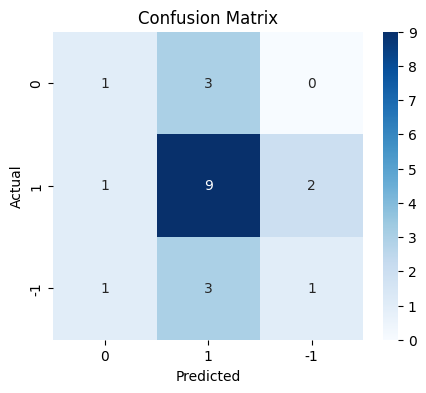 Confusion Matrix
Actual
0
1 3 0
1
1 9 2
-1
1 3 1
0 1 -1
Predicted
9
8
7
6
5
4
3
2
1
0